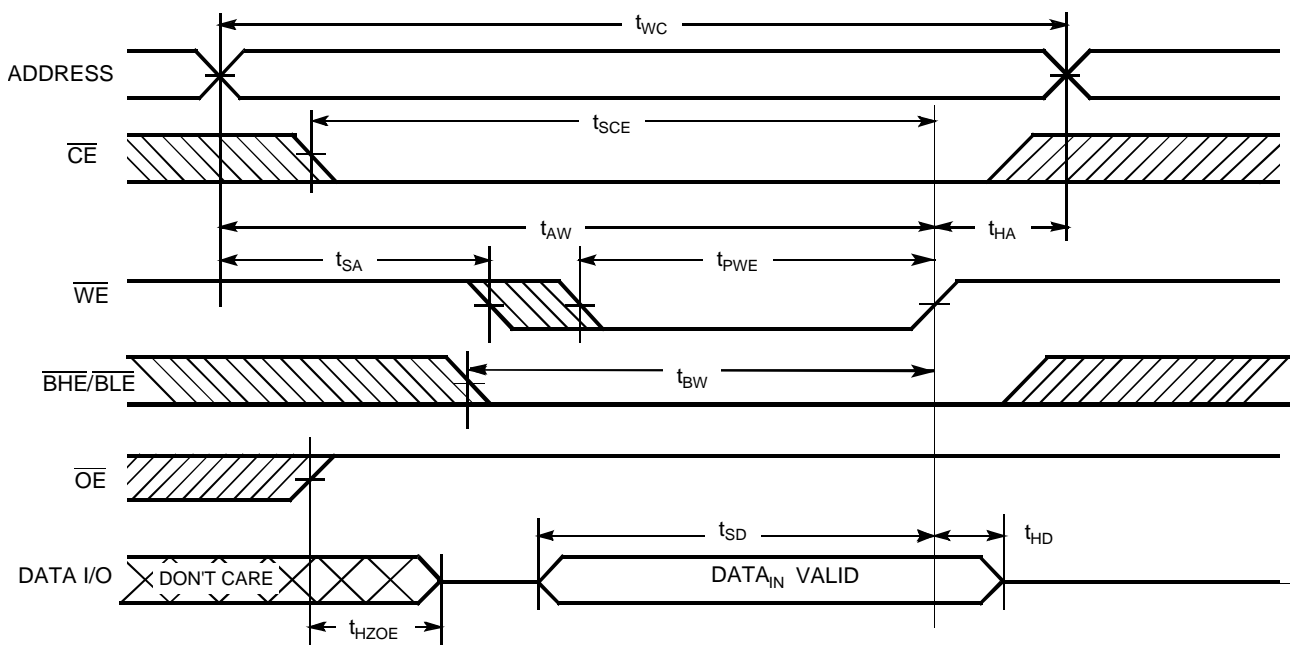 tWC
ADDRESS
tSCE
CE
tAW
tHA
tSA
tPWE
WE
BHE/BLE
tBW
OE
tSD
tHD
DATA I/O
DON'T CARE
DATAIN VALID
tHZOE